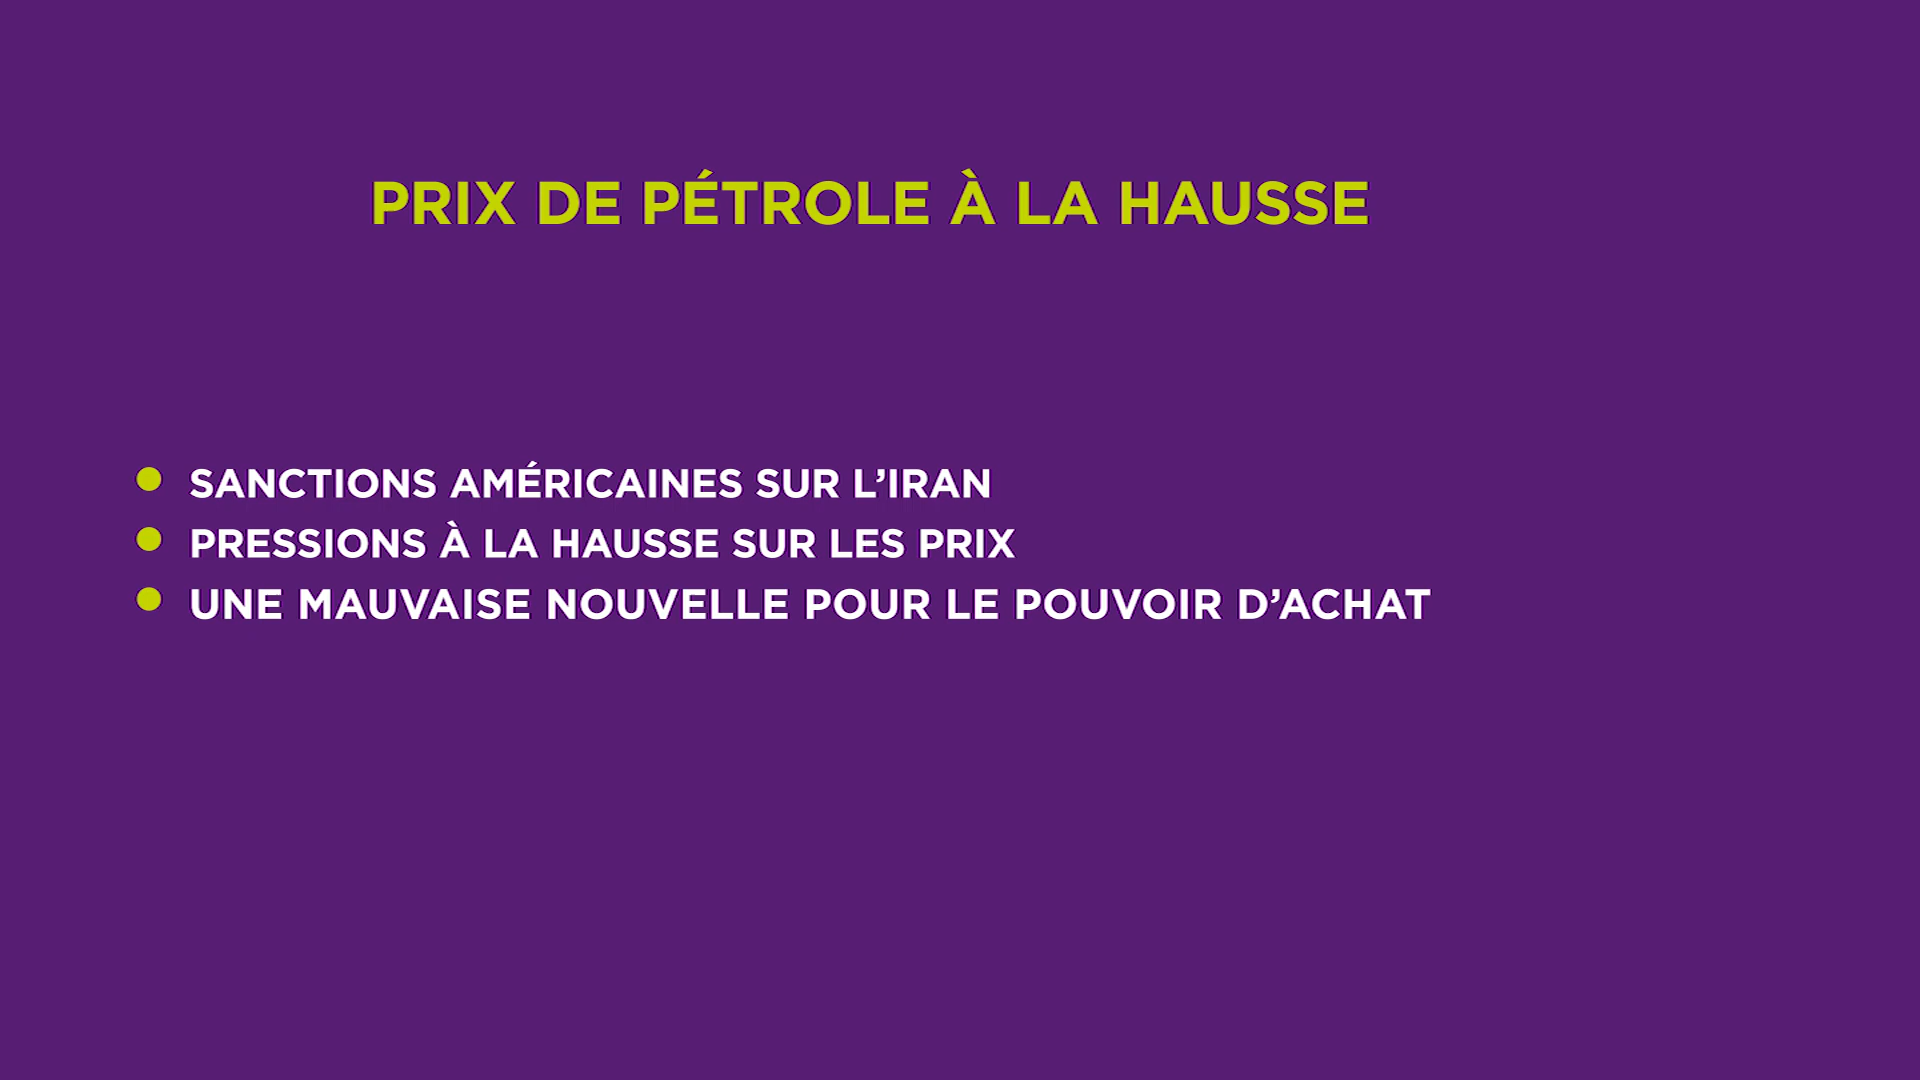 PRIX DE PÉTROLE À LA HAUSSE
SANCTIONS AMÉRICAINES SUR L’IRAN
PRESSIONS À LA HAUSSE SUR LES PRIX
UNE MAUVAISE NOUVELLE POUR LE POUVOIR D’ACHAT